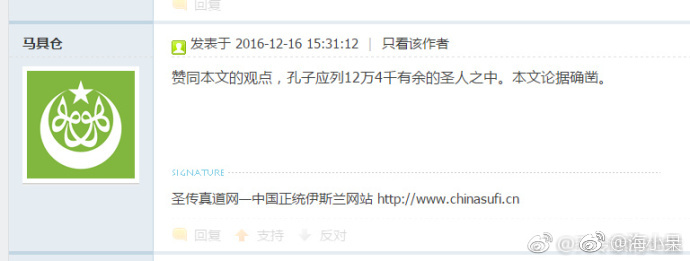 回复
马具仓
发表于 2016-12-16 15:31:12 | 只看该作者
赞同本文的观点，孔子应列12万4千有余的圣人之中。本文论据确凿。
SIGNATURE
圣传真道网—中国正统伊斯兰网站 http://www.chinasufi.cn
回复 支持 反对
@海小呆